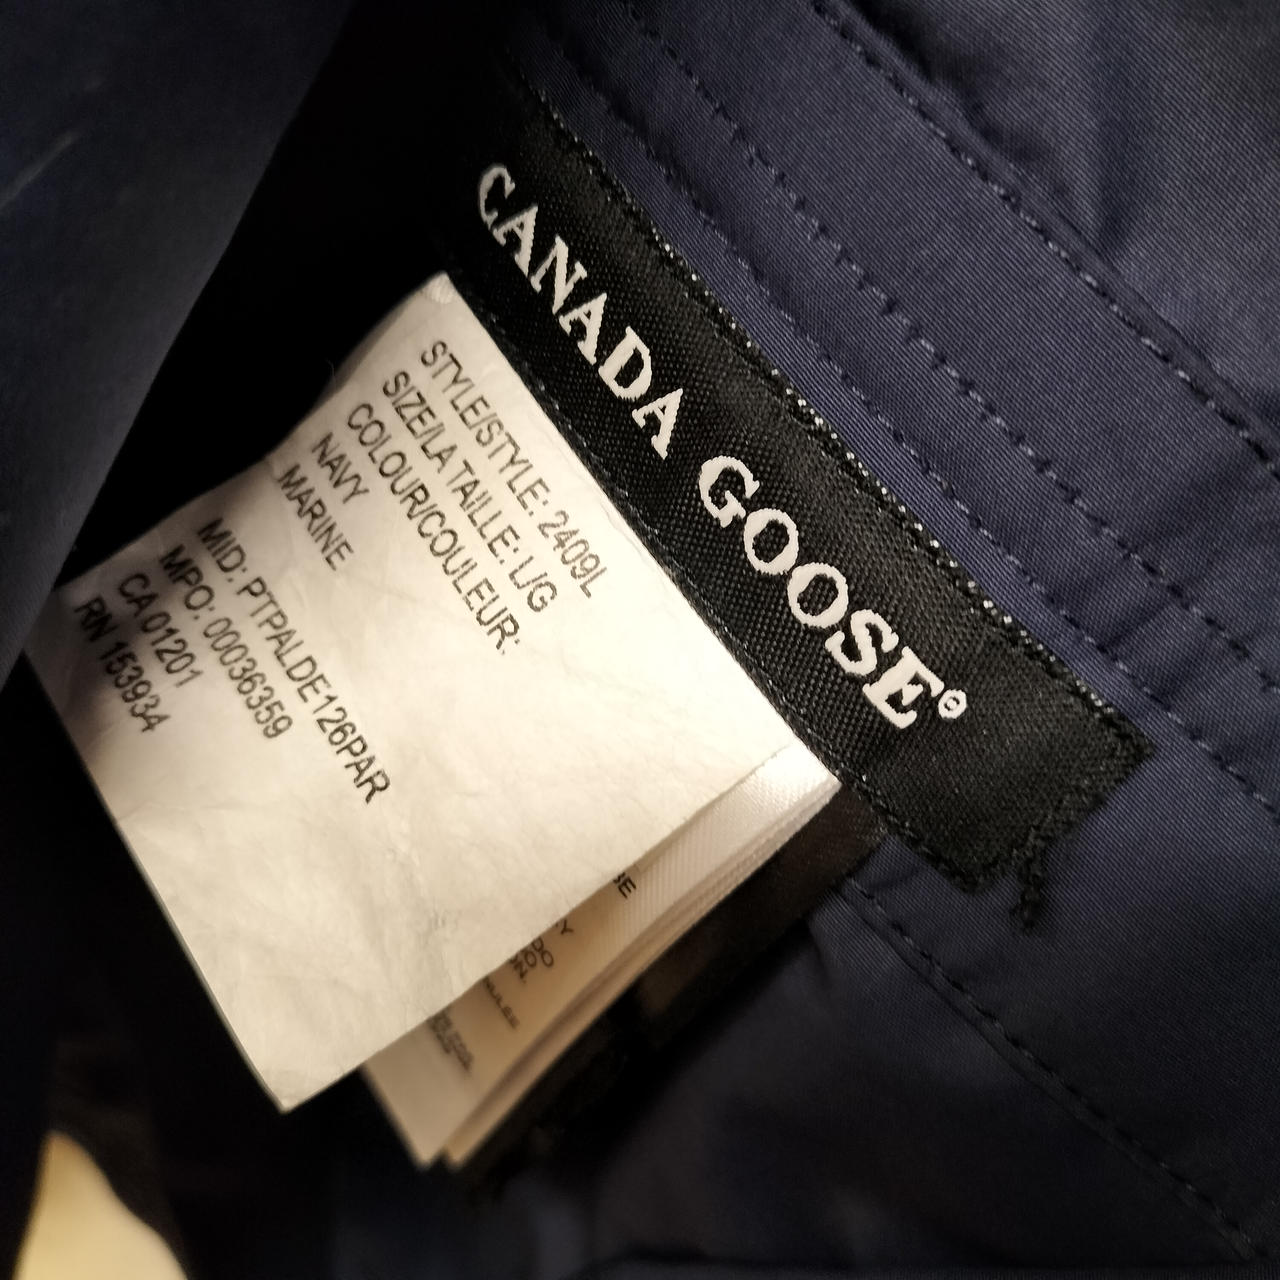 CANADA GOOSE®
STYLE/STYLE: 2409L
SIZE/LA TAILLE: L/G
COLOUR/COULEUR:
NAVY
MARINE
MID: PTPALDE126PAR
MPO: 00036359
CA 01201
RN 153934
DO